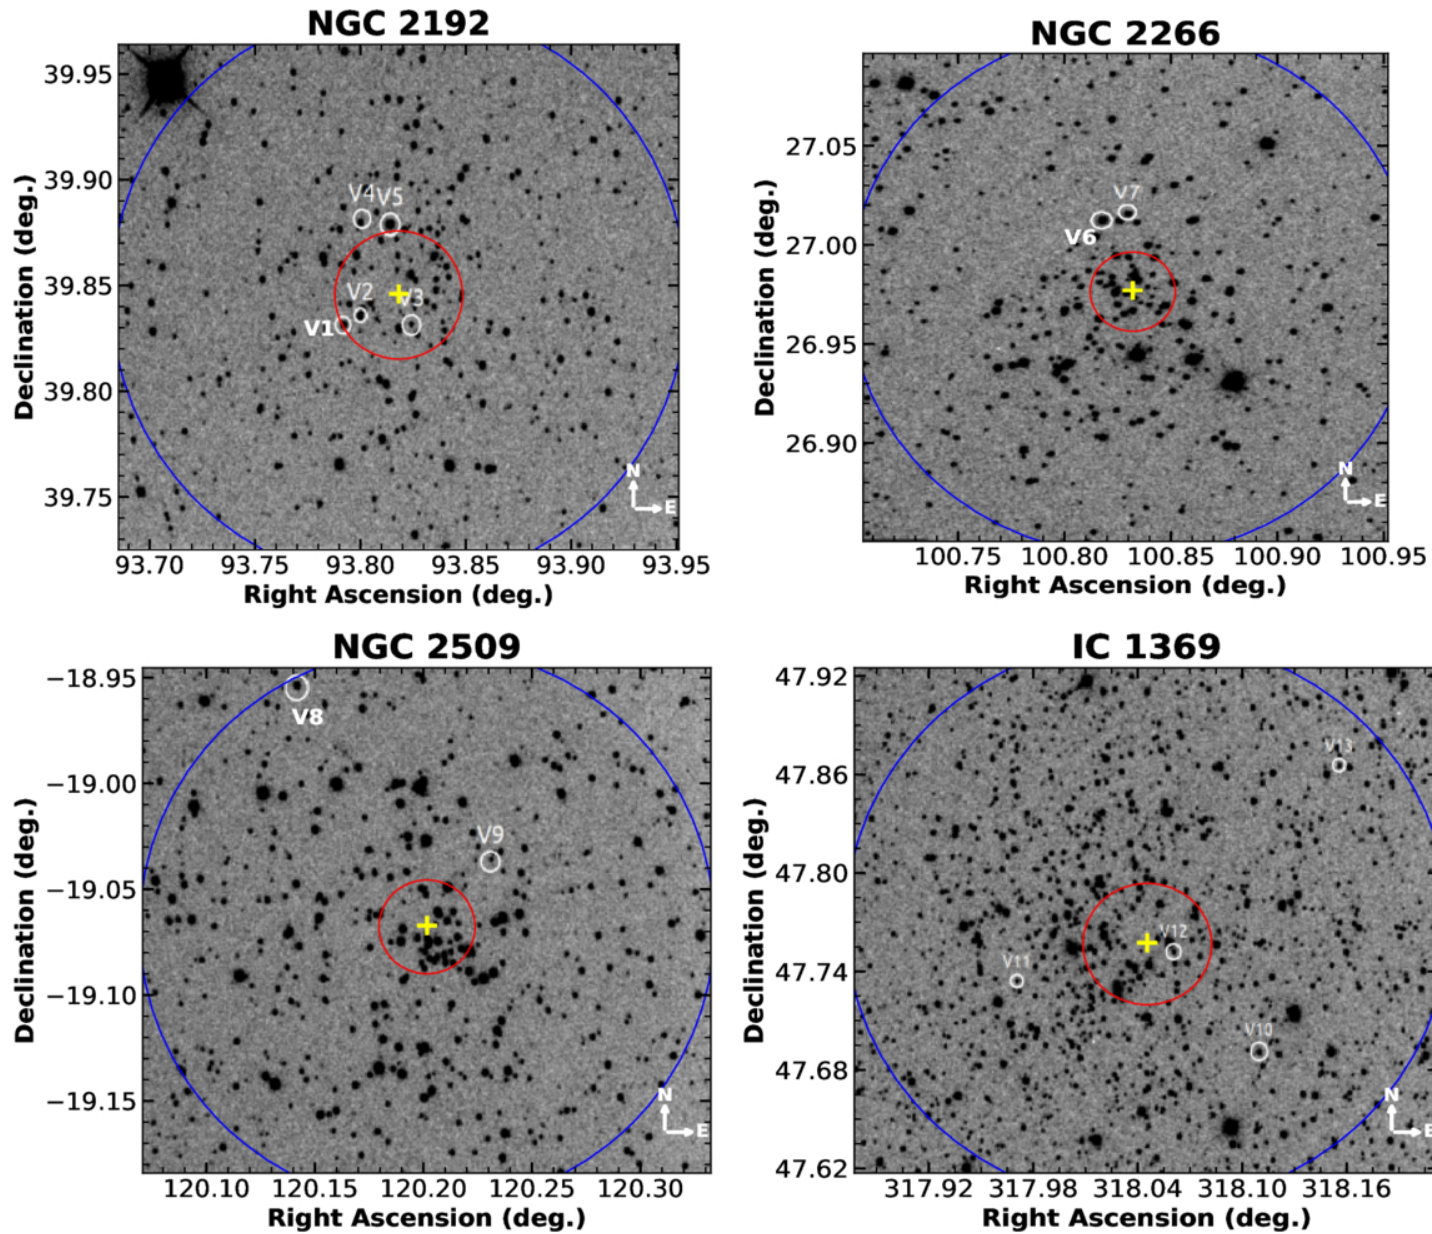 NGC 2192
39.95
39.90
39.85
39.80
39.75
Declination (deg.)
V4 V5
V2
V3
V1
N
E
93.70 93.75 93.80 93.85 93.90 93.95
Right Ascension (deg.)
NGC 2266
27.05
27.00
26.95
26.90
Declination (deg.)
V7
V6
N
E
100.75 100.80 100.85 100.90 100.95
Right Ascension (deg.)
NGC 2509
−18.95
−19.00
−19.05
−19.10
−19.15
Declination (deg.)
V8
V9
N
E
120.10 120.15 120.20 120.25 120.30
Right Ascension (deg.)
IC 1369
47.92
47.86
47.80
47.74
47.68
47.62
Declination (deg.)
V13
V12
V11
V10
N
E
317.92 317.98 318.04 318.10 318.16
Right Ascension (deg.)